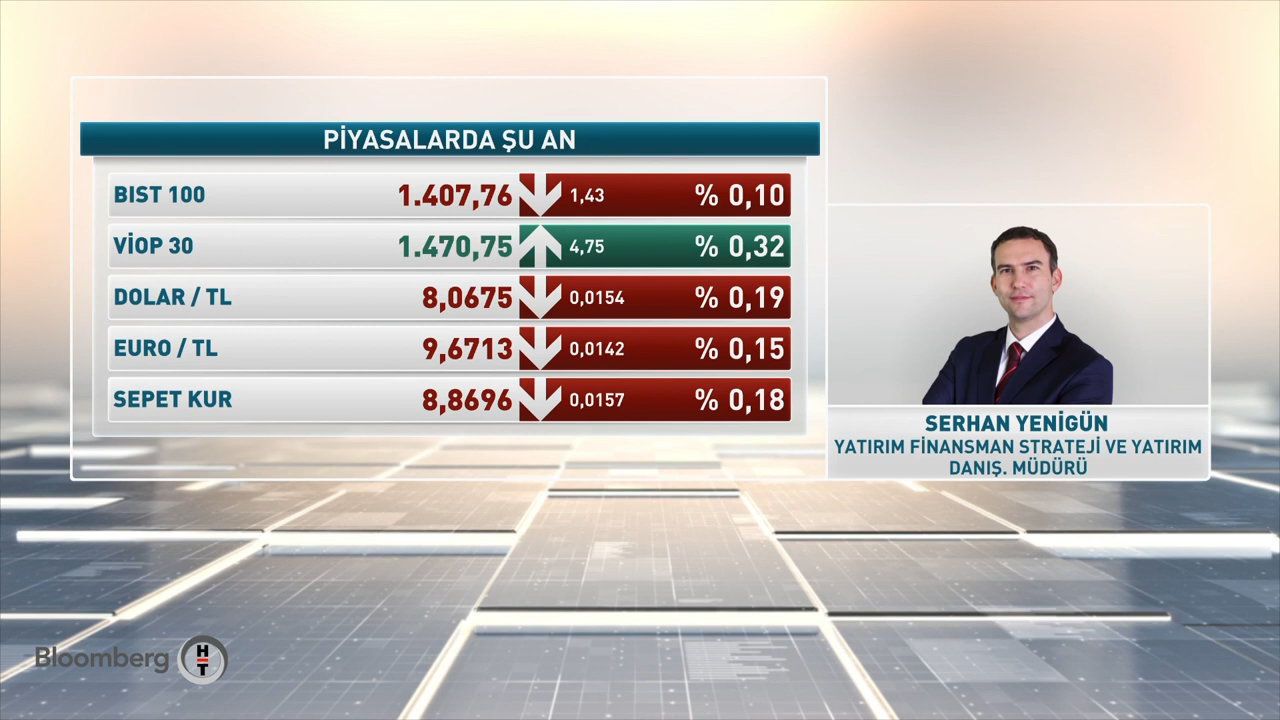 PİYASALARDA ŞU AN
BIST 100 1.407,76 1,43 % 0,10
VİOP 30 1.470,75 4,75 % 0,32
DOLAR / TL 8,0675 0,0154 % 0,19
EURO / TL 9,6713 0,0142 % 0,15
SEPET KUR 8,8696 0,0157 % 0,18
SERHAN YENİGÜN
YATIRIM FİNANSMAN STRATEJİ VE YATIRIM
DANIŞ. MÜDÜRÜ
Bloomberg HT